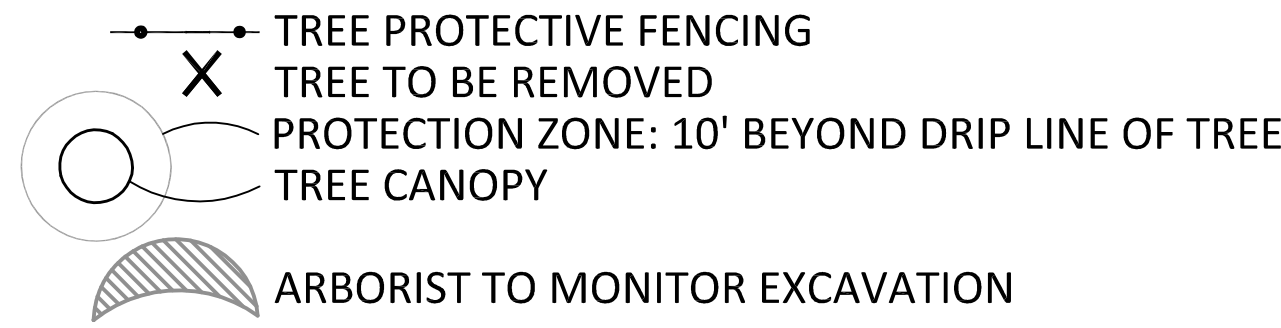 TREE PROTECTIVE FENCING
TREE TO BE REMOVED
PROTECTION ZONE: 10' BEYOND DRIP LINE OF TREE
TREE CANOPY
ARBORIST TO MONITOR EXCAVATION